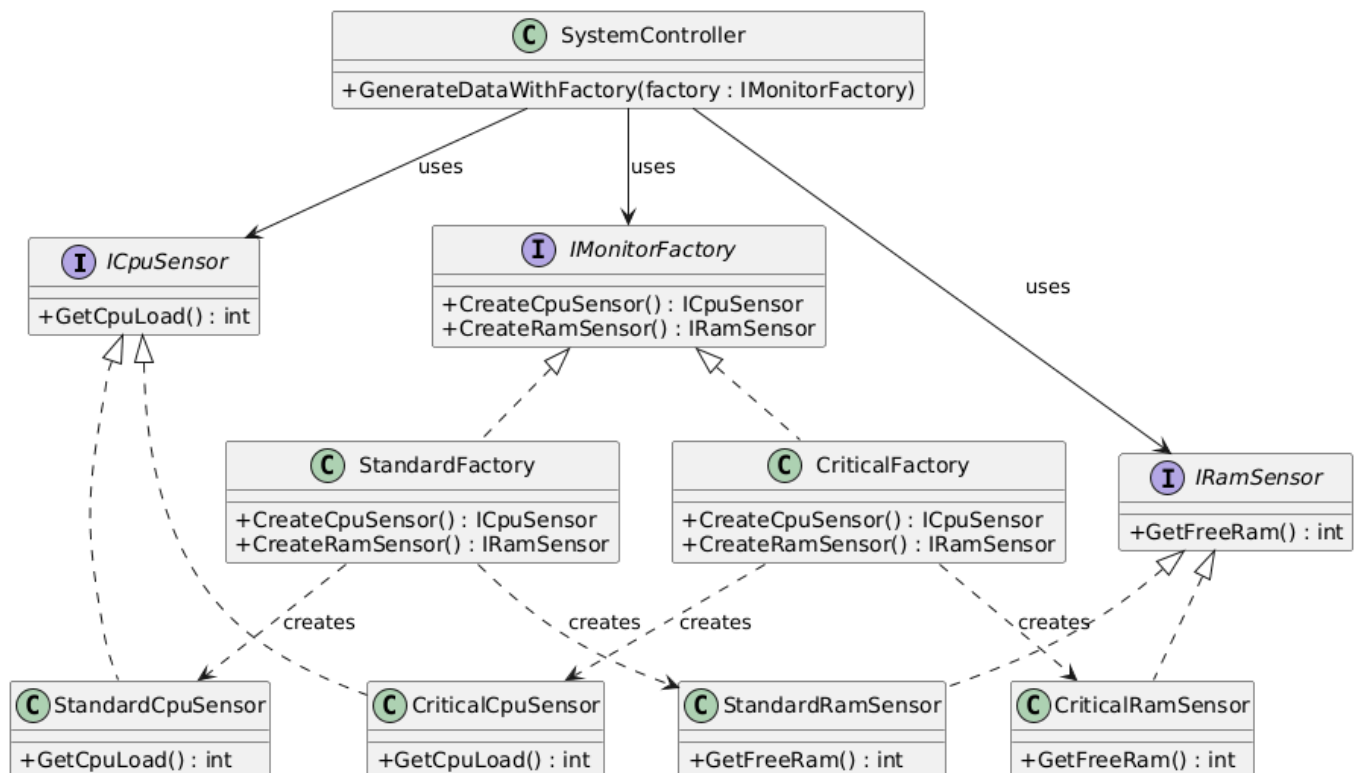 C SystemController
+GenerateDataWithFactory(factory : IMonitorFactory)
uses
uses
uses
I ICpuSensor
+GetCpuLoad() : int
I IMonitorFactory
+CreateCpuSensor() : ICpuSensor
+CreateRamSensor() : IRamSensor
C StandardFactory
+CreateCpuSensor() : ICpuSensor
+CreateRamSensor() : IRamSensor
C CriticalFactory
+CreateCpuSensor() : ICpuSensor
+CreateRamSensor() : IRamSensor
I IRamSensor
+GetFreeRam() : int
creates
creates
creates
creates
C StandardCpuSensor
+GetCpuLoad() : int
C CriticalCpuSensor
+GetCpuLoad() : int
C StandardRamSensor
+GetFreeRam() : int
C CriticalRamSensor
+GetFreeRam() : int